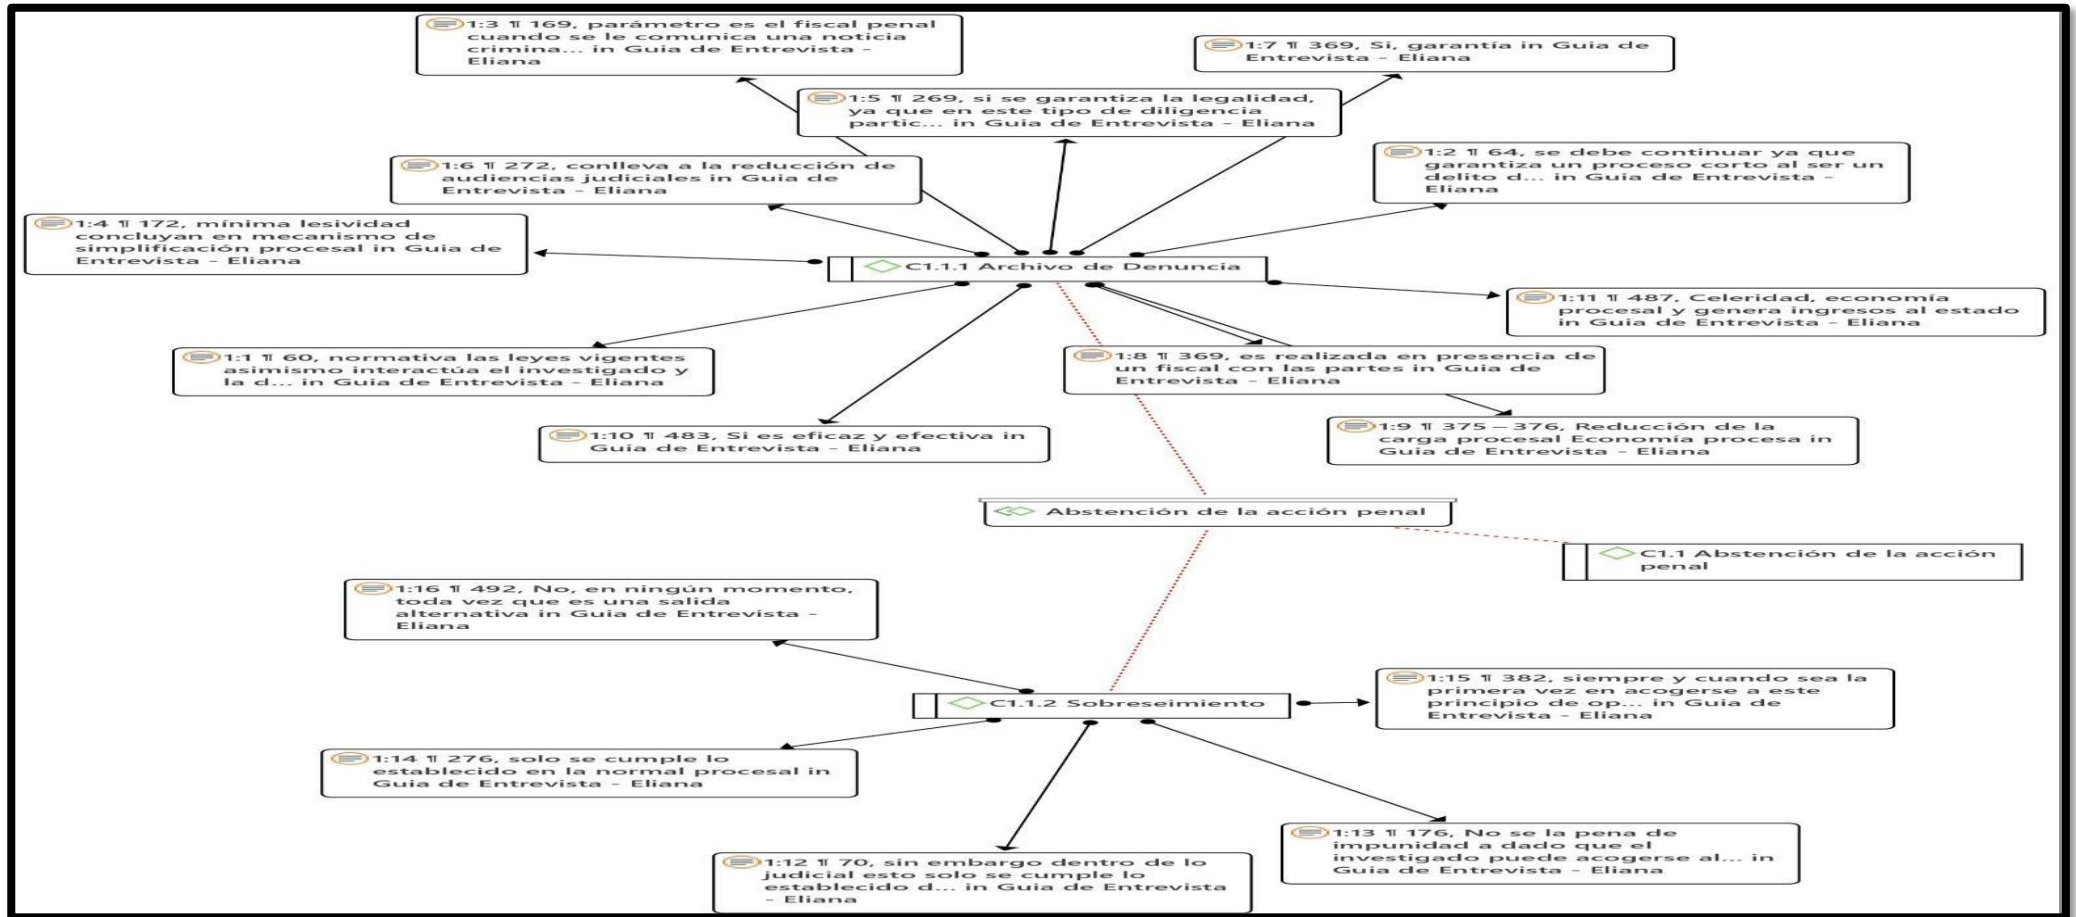 1:3 ¶ 169, parámetro es el fiscal penal
cuando se le comunica una noticia
crimina... in Guia de Entrevista -
Eliana
1:7 ¶ 369, Si, garantía in Guia de
Entrevista - Eliana
1:5 ¶ 269, si se garantiza la legalidad,
ya que en este tipo de diligencia
partic... in Guia de Entrevista - Eliana
1:6 ¶ 272, conlleva a la reducción de
audiencias judiciales in Guia de
Entrevista - Eliana
1:2 ¶ 64, se debe continuar ya que
garantiza un proceso corto al ser un
delito d... in Guia de Entrevista -
Eliana
1:4 ¶ 172, mínima lesividad
concluyan en mecanismo de
simplificación procesal in Guia de
Entrevista - Eliana
C1.1.1 Archivo de Denuncia
1:11 ¶ 487, Celeridad, economía
procesal y genera ingresos al estado
in Guia de Entrevista - Eliana
1:1 ¶ 60, normativa las leyes vigentes
asimismo interactúa el investigado y
la d... in Guia de Entrevista - Eliana
1:8 ¶ 369, es realizada en presencia de
un fiscal con las partes in Guia de
Entrevista - Eliana
1:10 ¶ 483, Si es eficaz y efectiva in
Guia de Entrevista - Eliana
1:9 ¶ 375 – 376, Reducción de la
carga procesal Economía procesa in
Guia de Entrevista - Eliana
Abstención de la acción penal
C1.1 Abstención de la acción
penal
1:16 ¶ 492, No, en ningún momento,
toda vez que es una salida
alternativa in Guia de Entrevista -
Eliana
1:15 ¶ 382, siempre y cuando sea la
primera vez en acogerse a este
principio de op... in Guia de
Entrevista - Eliana
C1.1.2 Sobreseimiento
1:14 ¶ 276, solo se cumple lo
establecido en la normal procesal in
Guia de Entrevista - Eliana
1:13 ¶ 176, No se la pena de
impunidad a dado que el
investigado puede acogerse al... in
Guia de Entrevista - Eliana
1:12 ¶ 70, sin embargo dentro de lo
judicial esto solo se cumple lo
establecido d... in Guia de Entrevista
- Eliana